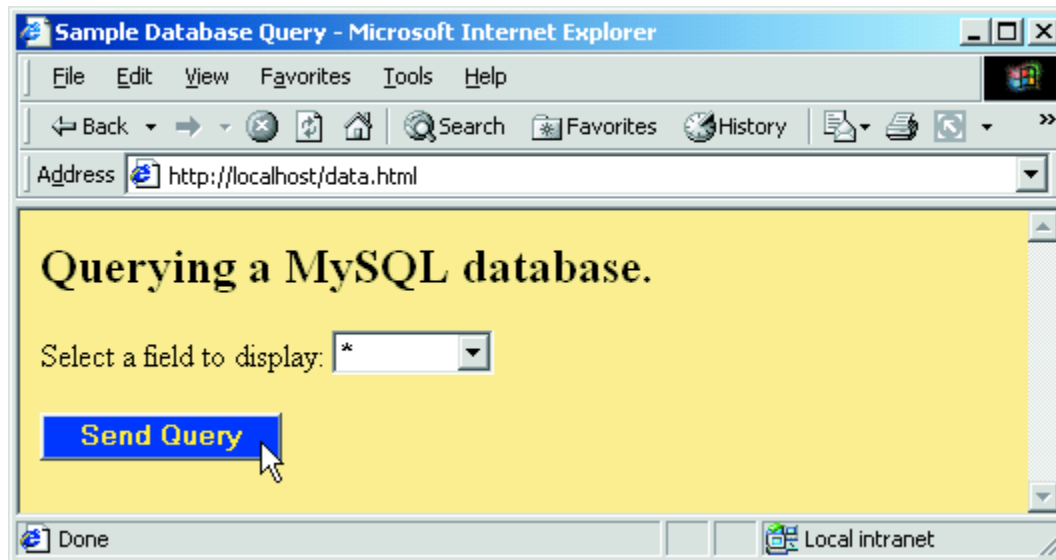 Sample Database Query - Microsoft Internet Explorer
File Edit View Favorites Tools Help
Back Search Favorites History »
Address http://localhost/data.html
Querying a MySQL database.
Select a field to display: *
Send Query
Done Local intranet